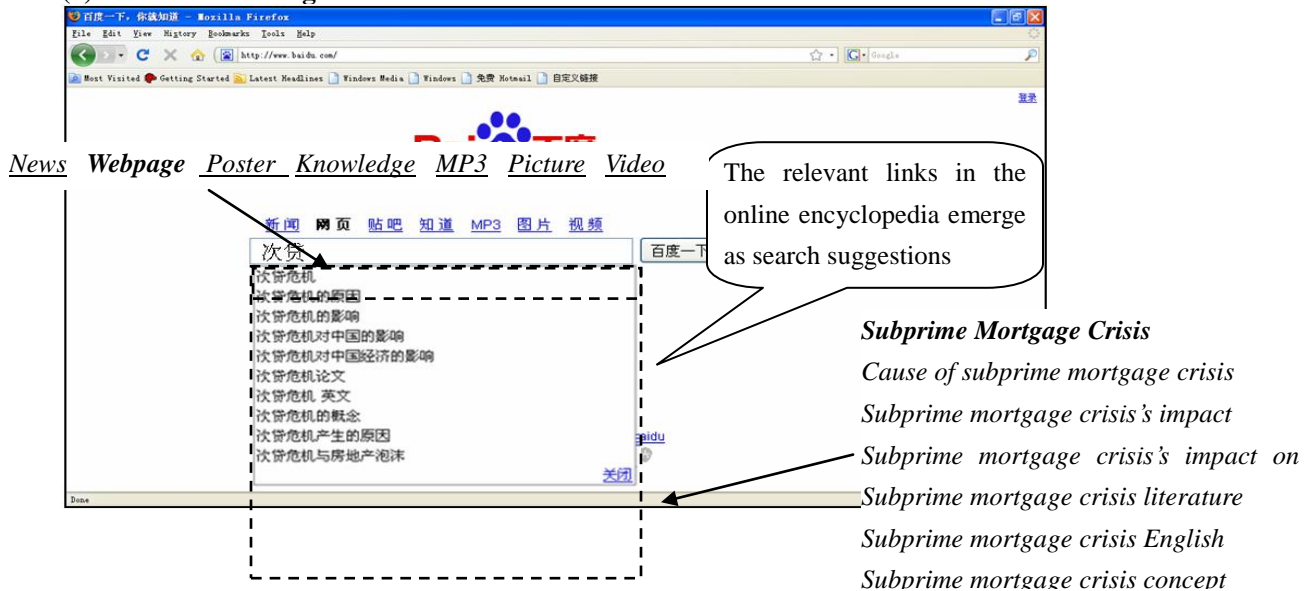 百度一下，你就知道 - Mozilla Firefox
File Edit View History Bookmarks Tools Help
http://www.baidu.com/
Google
Most Visited Getting Started Latest Headlines Windows Media Windows 免费 Hotmail 自定义链接
登录
News Webpage Poster Knowledge MP3 Picture Video
The relevant links in the
online encyclopedia emerge
as search suggestions
新闻 网页 贴吧 知道 MP3 图片 视频
次贷
百度一下
次贷危机
次贷危机的原因
次贷危机的影响
次贷危机对中国的影响
次贷危机对中国经济的影响
次贷危机论文
次贷危机 英文
次贷危机的概念
次贷危机产生的原因
次贷危机与房地产泡沫
关闭
aidu
Done
Subprime Mortgage Crisis
Cause of subprime mortgage crisis
Subprime mortgage crisis's impact
Subprime mortgage crisis's impact on
Subprime mortgage crisis literature
Subprime mortgage crisis English
Subprime mortgage crisis concept